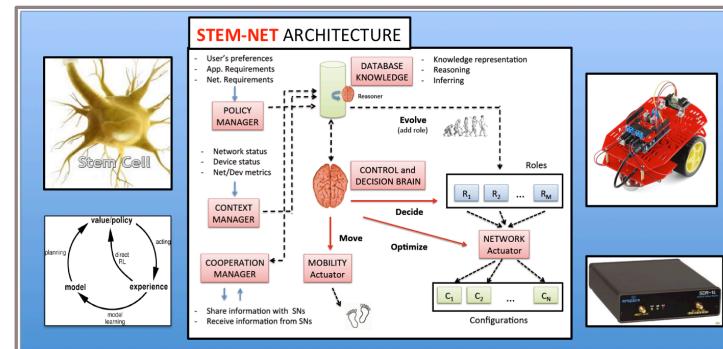 STEM-NET ARCHITECTURE
Stem Cell
- User's preferences
- App. Requirements
- Net. Requirements
POLICY
MANAGER
- Network status
- Device status
- Net/Dev metrics
CONTEXT
MANAGER
COOPERATION
MANAGER
- Share information with SNs
- Receive information from SNs
Reasoner
DATABASE
KNOWLEDGE
- Knowledge representation
- Reasoning
- Inferring
Evolve
(add role)
CONTROL and
DECISION BRAIN
Decide
Move
Optimize
MOBILITY
Actuator
Roles
R1 R2 ... RM
NETWORK
Actuator
C1 C2 ... CN
Configurations
value/policy
planning
acting
direct
RL
model
experience
model
learning